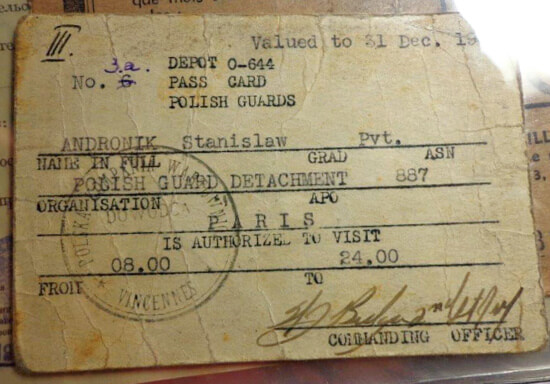 III.
Valued to 31 Dec. 19
3.a. DEPOT O-644
No. 6 PASS CARD
POLISH GUARDS
ANDRONIK Stanislaw Pvt.
NAME IN FULL GRAD ASN
POLISH GUARD DETACHMENT 887
ORGANISATION APO
PARIS
IS AUTHORIZED TO VISIT
08.00 24.00
FROM TO
COMMANDING OFFICER
DOWODCA
VINCENNES